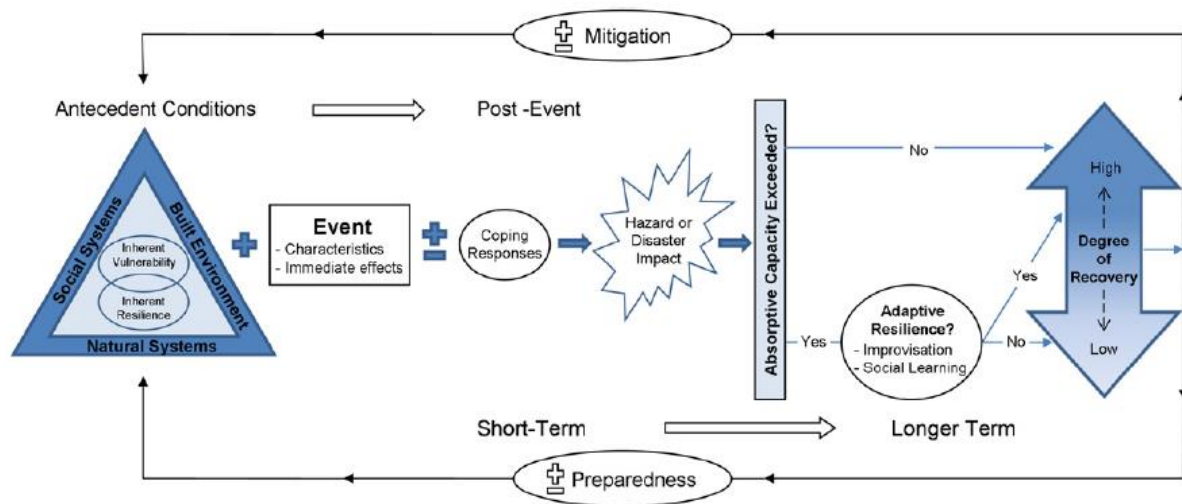 ± Mitigation
Antecedent Conditions
Post -Event
Social Systems
Built Environment
Natural Systems
Inherent
Vulnerability
Inherent
Resilience
+
Event
- Characteristics
- Immediate effects
±
Coping
Responses
Hazard or
Disaster
Impact
Absorptive Capacity Exceeded?
No
Yes
Adaptive
Resilience?
- Improvisation
- Social Learning
Yes
No
High
Degree
of
Recovery
Low
Short-Term
Longer Term
± Preparedness